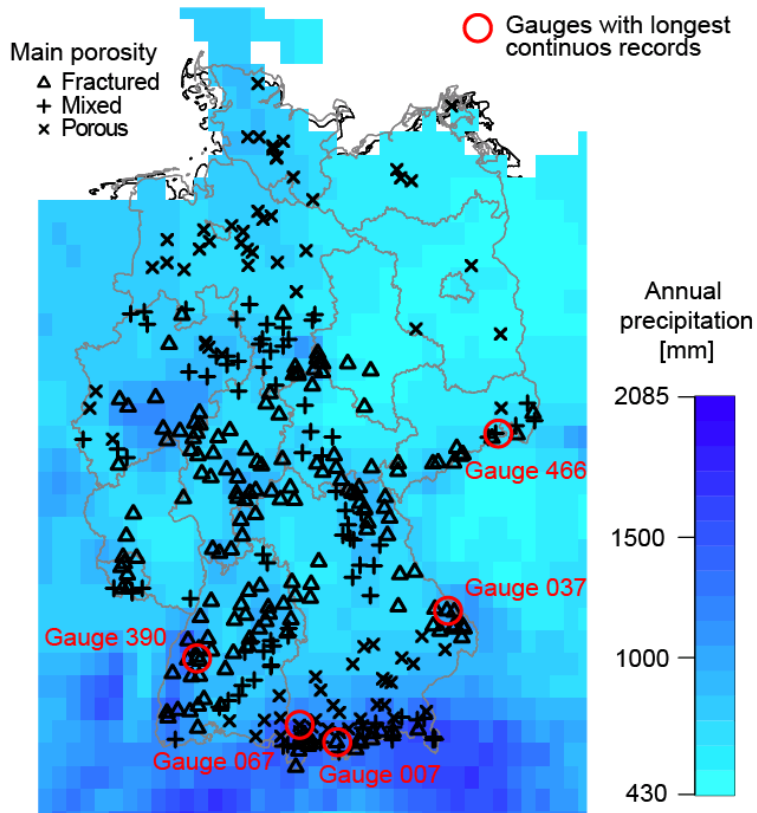 Main porosity
Fractured
Mixed
Porous
Gauges with longest
continuos records
Annual
precipitation
[mm]
2085
1500
1000
430
Gauge 466
Gauge 037
Gauge 390
Gauge 067
Gauge 007